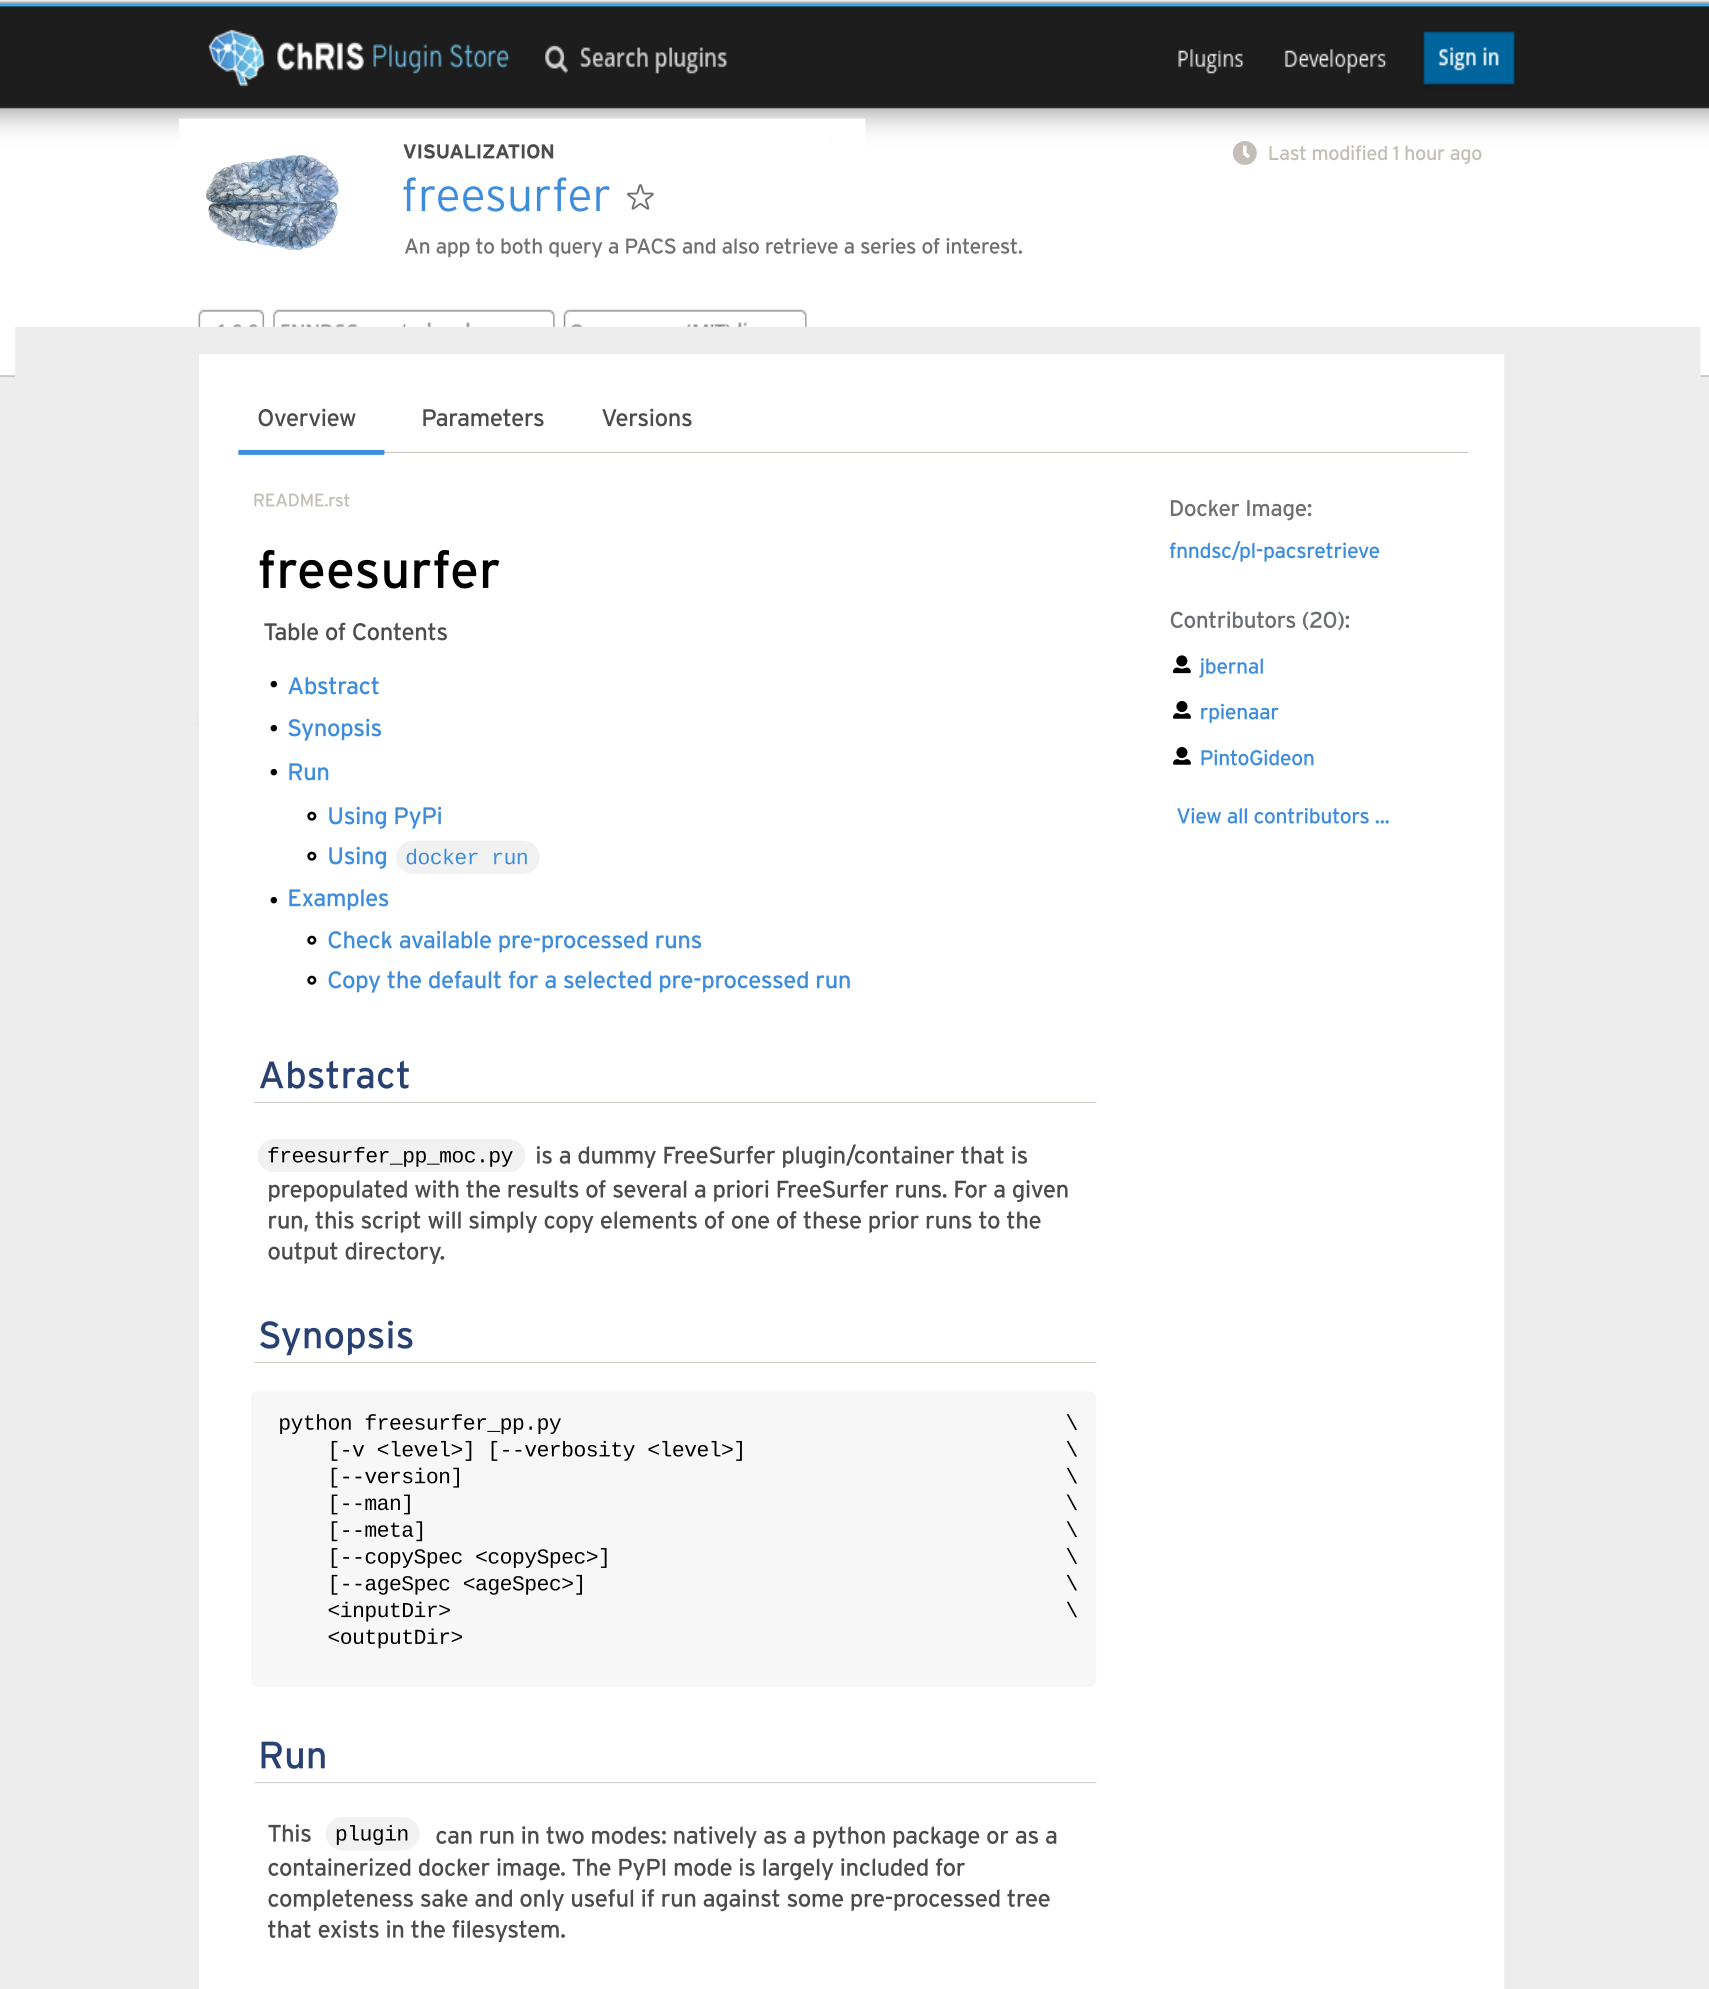 ChRIS Plugin Store Search plugins Plugins Developers Sign in
VISUALIZATION
freesurfer
Last modified 1 hour ago
An app to both query a PACS and also retrieve a series of interest.
Overview Parameters Versions
README.rst
freesurfer
Table of Contents
• Abstract
• Synopsis
• Run
Using PyPi
Using docker run
• Examples
Check available pre-processed runs
Copy the default for a selected pre-processed run
Docker Image:
fnndsc/pl-pacsretrieve
Contributors (20):
jbernal
rpienaar
PintoGideon
View all contributors ...
Abstract
freesurfer_pp_moc.py is a dummy FreeSurfer plugin/container that is
prepopulated with the results of several a priori FreeSurfer runs. For a given
run, this script will simply copy elements of one of these prior runs to the
output directory.
Synopsis
python freesurfer_pp.py \
[-v <level>] [--verbosity <level>] \
[--version] \
[--man] \
[--meta] \
[--copySpec <copySpec>] \
[--ageSpec <ageSpec>] \
<inputDir> \
<outputDir>
Run
This plugin can run in two modes: natively as a python package or as a
containerized docker image. The PyPI mode is largely included for
completeness sake and only useful if run against some pre-processed tree
that exists in the filesystem.